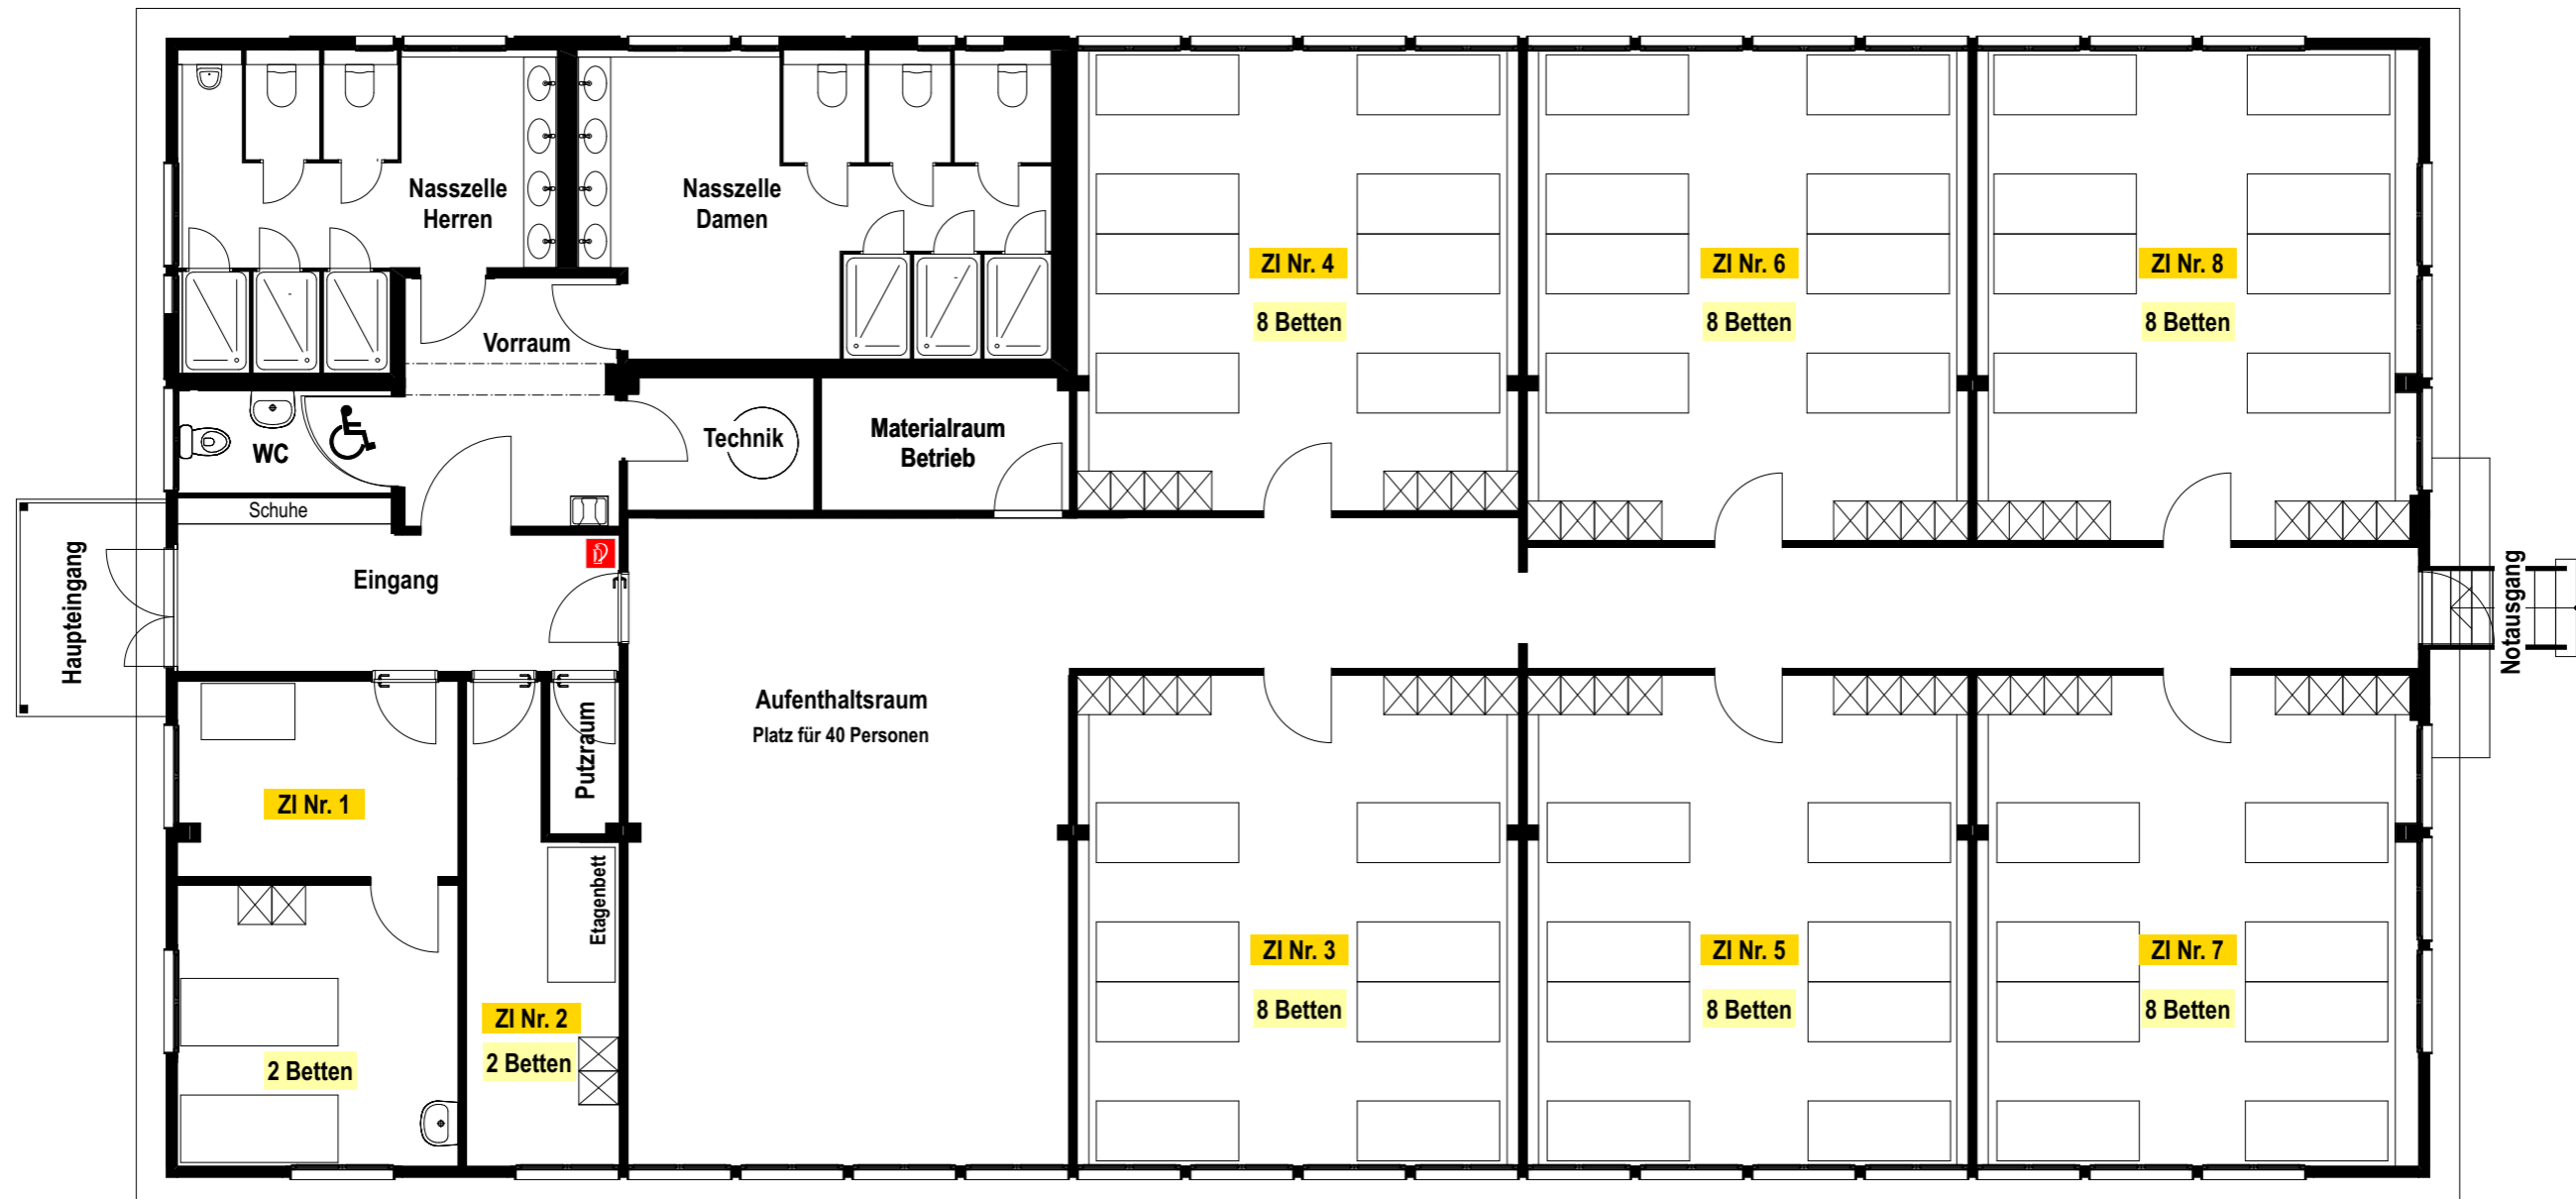 Nasszelle
Herren
Nasszelle
Damen
ZI Nr. 4
8 Betten
ZI Nr. 6
8 Betten
ZI Nr. 8
8 Betten
Vorraum
WC
Technik
Materialraum
Betrieb
Schuhe
Haupteingang
Eingang
Notausgang
Aufenthaltsraum
Platz für 40 Personen
Putzraum
ZI Nr. 1
2 Betten
Etagenbett
ZI Nr. 2
2 Betten
ZI Nr. 3
8 Betten
ZI Nr. 5
8 Betten
ZI Nr. 7
8 Betten